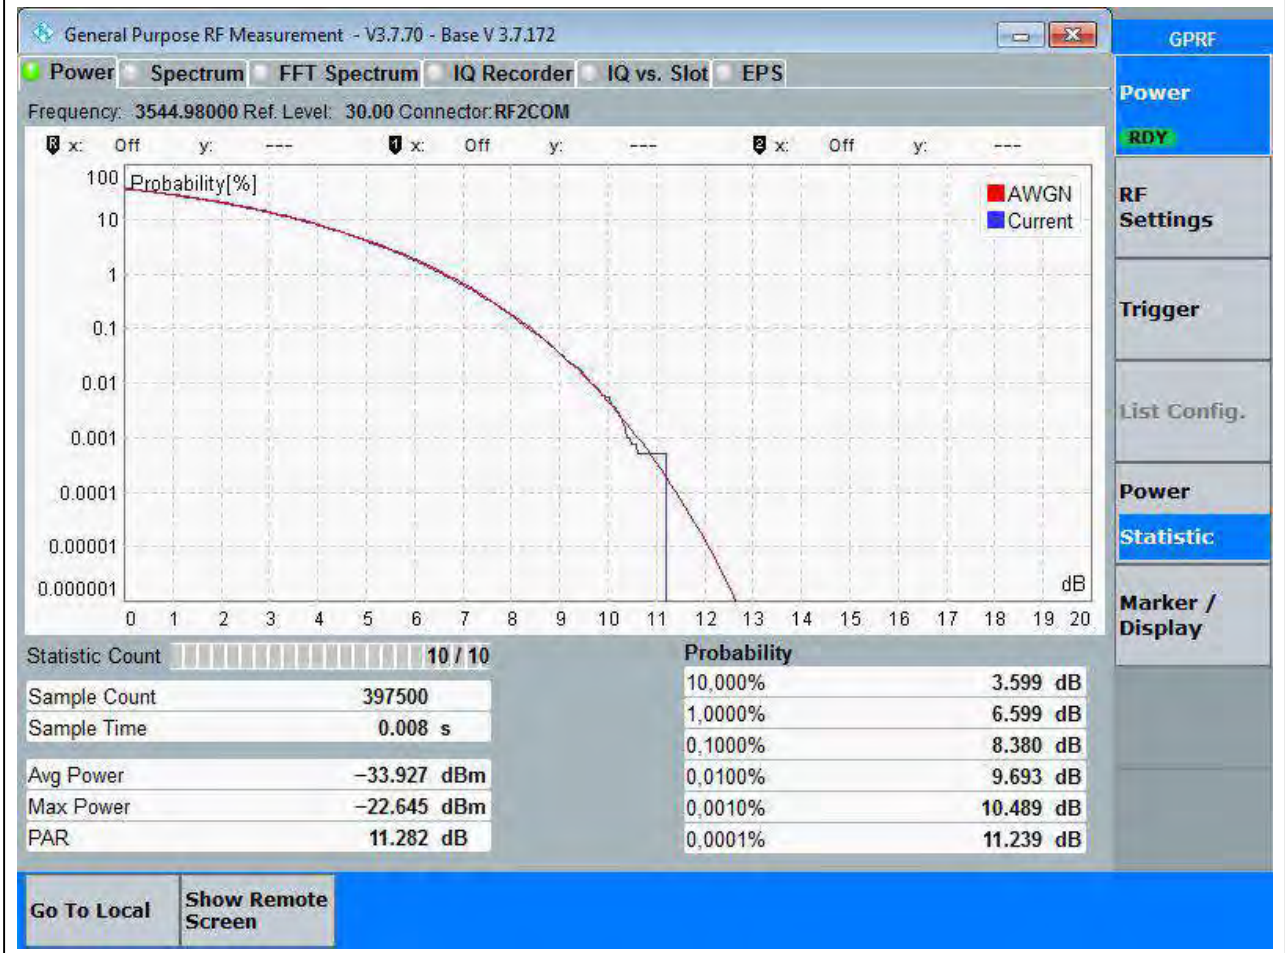 General Purpose RF Measurement - V3.7.70 - Base V 3.7.172
GPRF
Power Spectrum FFT Spectrum IQ Recorder IQ vs. Slot EPS
Frequency: 3544.98000 Ref. Level: 30.00 Connector:RF2COM
R x: Off y: --- 1 x: Off y: --- 2 x: Off y: ---
Probability[%]
100
10
1
0.1
0.01
0.001
0.0001
0.00001
0.000001
AWGN
Current
dB
0 1 2 3 4 5 6 7 8 9 10 11 12 13 14 15 16 17 18 19 20
Statistic Count 10 / 10
Sample Count 397500
Sample Time 0.008 s
Avg Power −33.927 dBm
Max Power −22.645 dBm
PAR 11.282 dB
Probability
10,000% 3.599 dB
1,0000% 6.599 dB
0,1000% 8.380 dB
0,0100% 9.693 dB
0,0010% 10.489 dB
0,0001% 11.239 dB
Power
RDY
RF
Settings
Trigger
List Config.
Power
Statistic
Marker /
Display
Go To Local
Show Remote
Screen